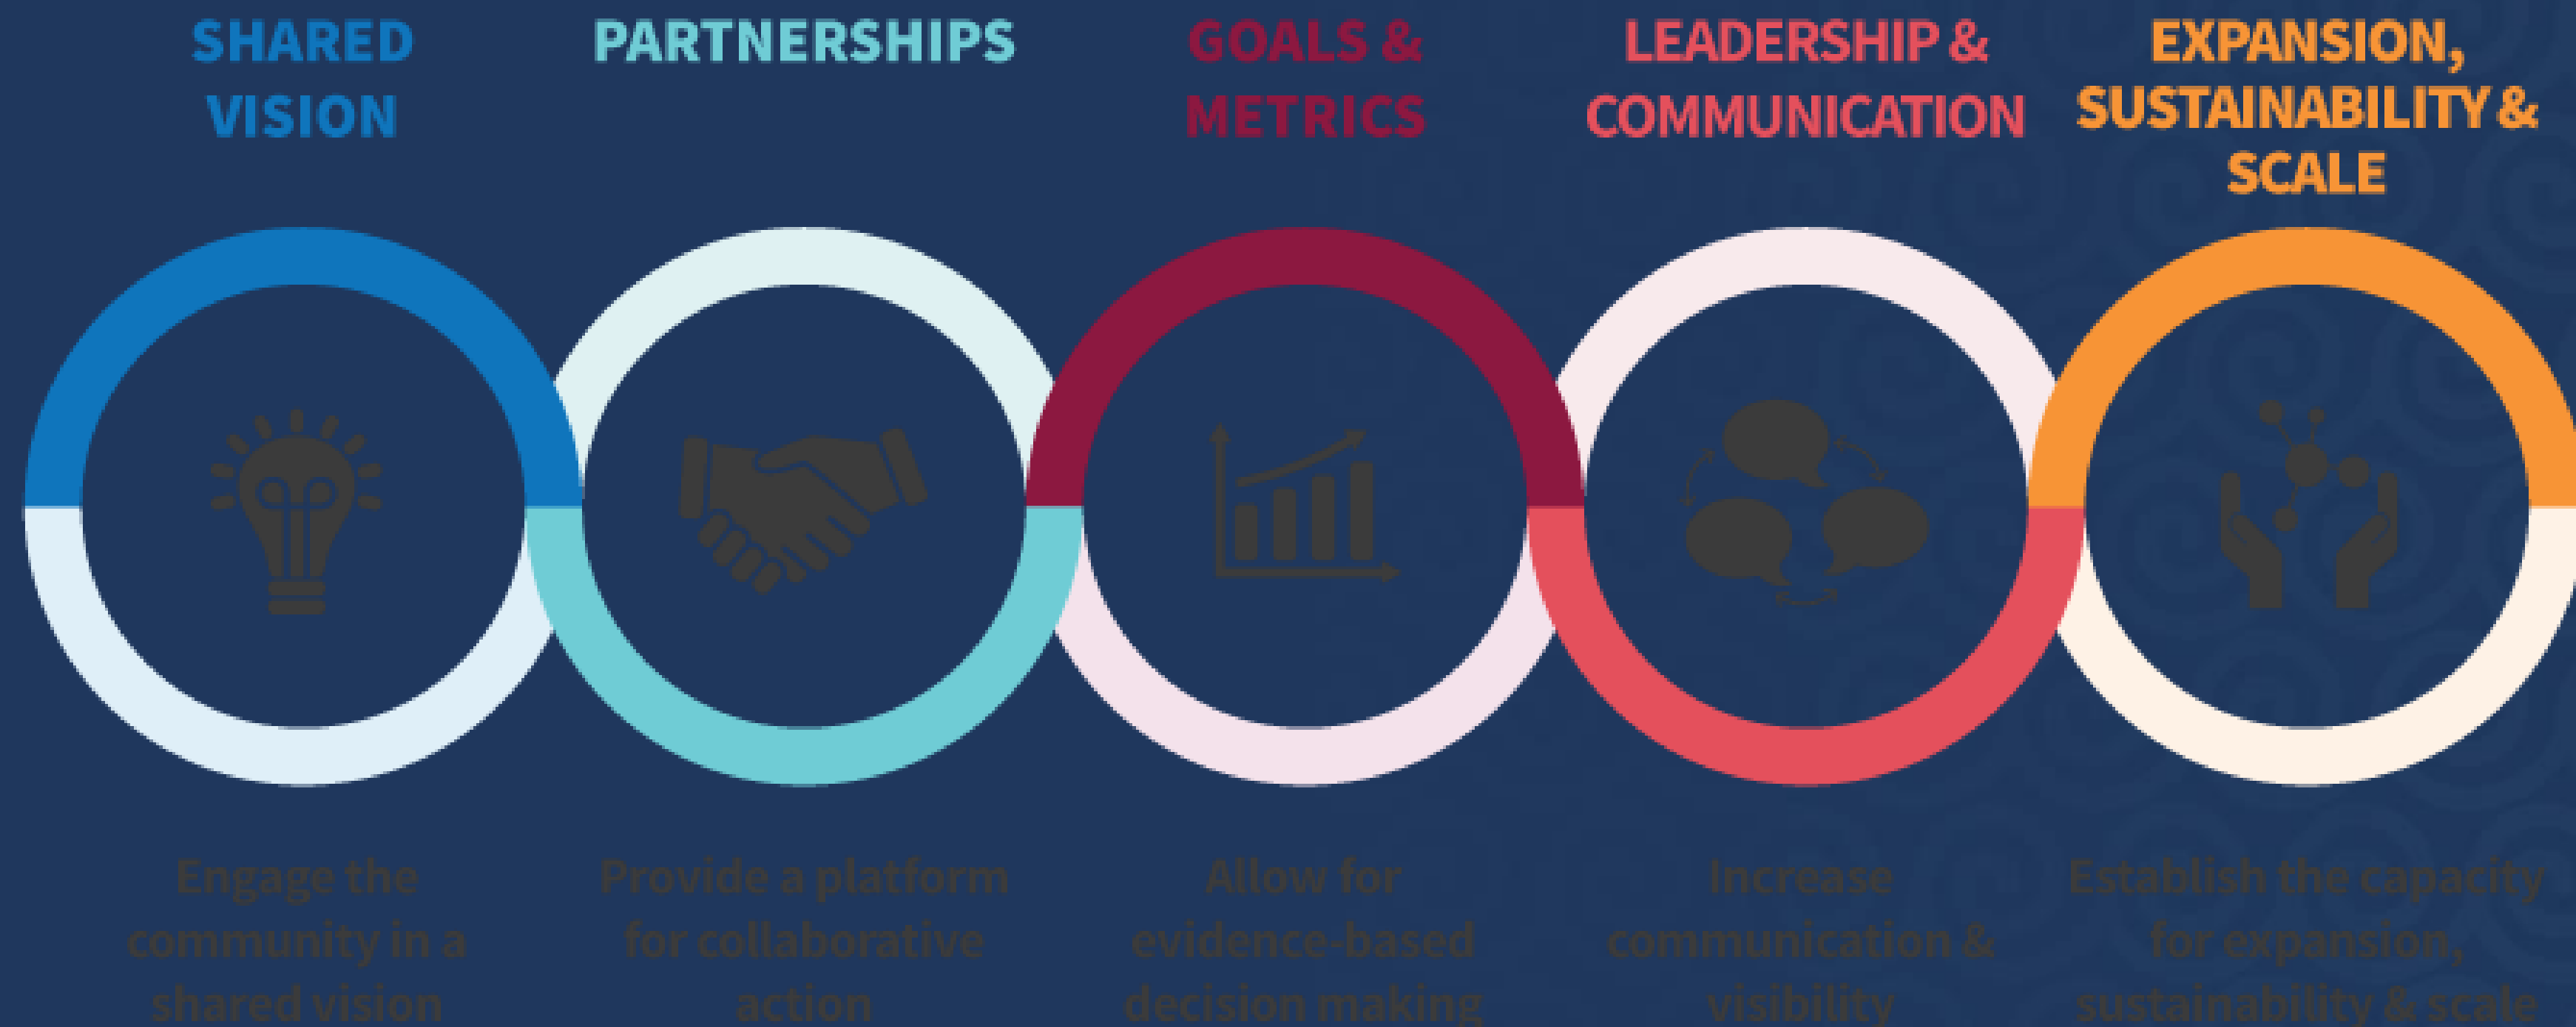 SHARED
VISION
PARTNERSHIPS
GOALS &
METRICS
LEADERSHIP &
COMMUNICATION
EXPANSION,
SUSTAINABILITY &
SCALE
Engage the
community in a
shared vision
Provide a platform
for collaborative
action
Allow for
evidence-based
decision making
Increase
communication &
visibility
Establish the capacity
for expansion,
sustainability & scale